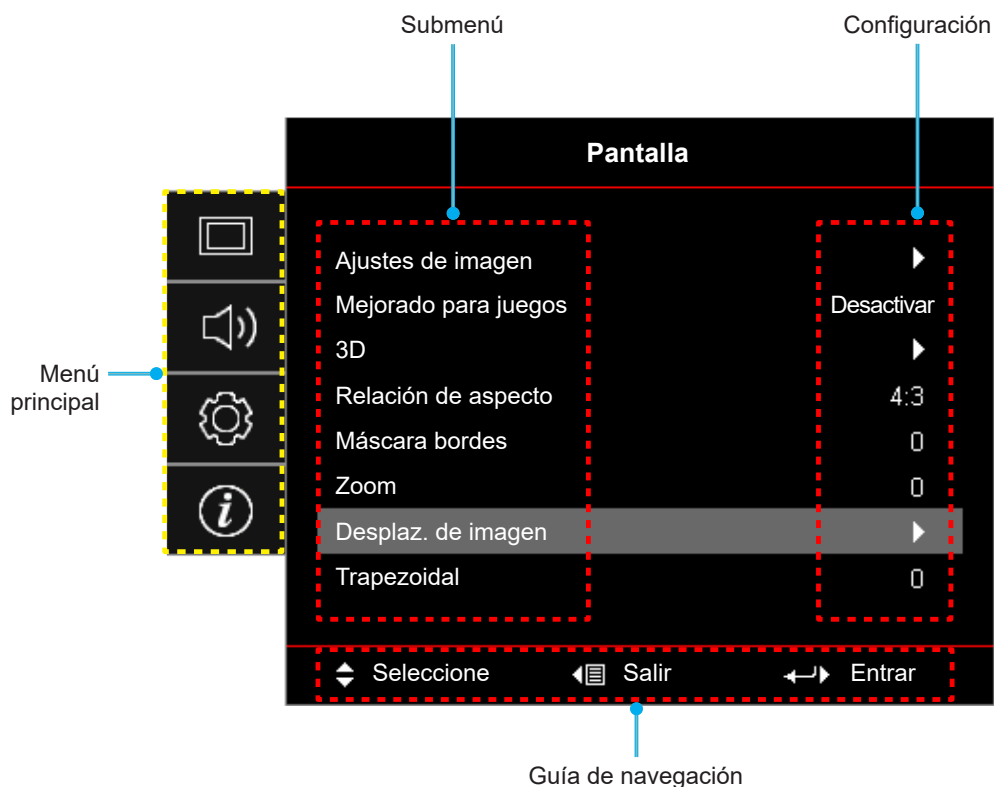 Submenú
Configuración
Pantalla
Ajustes de imagen
Mejorado para juegos Desactivar
3D
Menú
principal
Relación de aspecto 4:3
Máscara bordes 0
Zoom 0
Desplaz. de imagen
Trapezoidal 0
Seleccione Salir Entrar
Guía de navegación